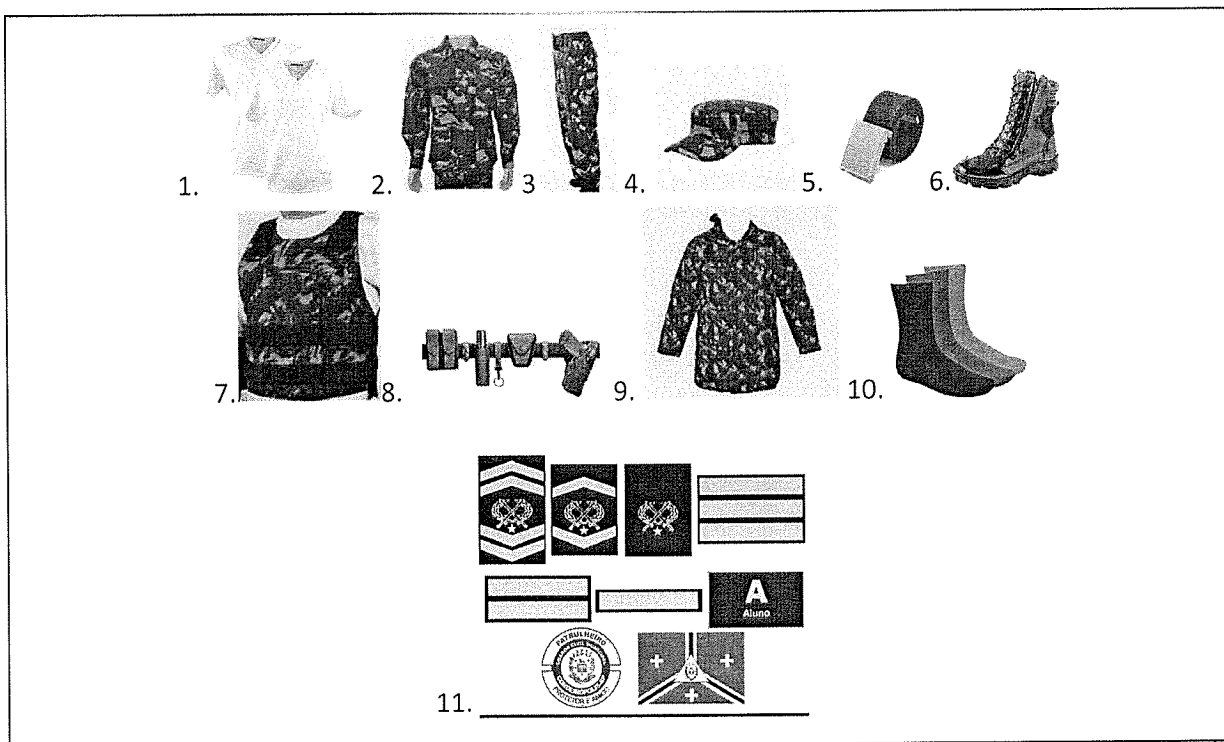 1.
2.
3
4.
5.
6.
7.
8.
9.
10.
A
Aluno
PATRULHEIRO
PROTETOR E AMIGO
11.